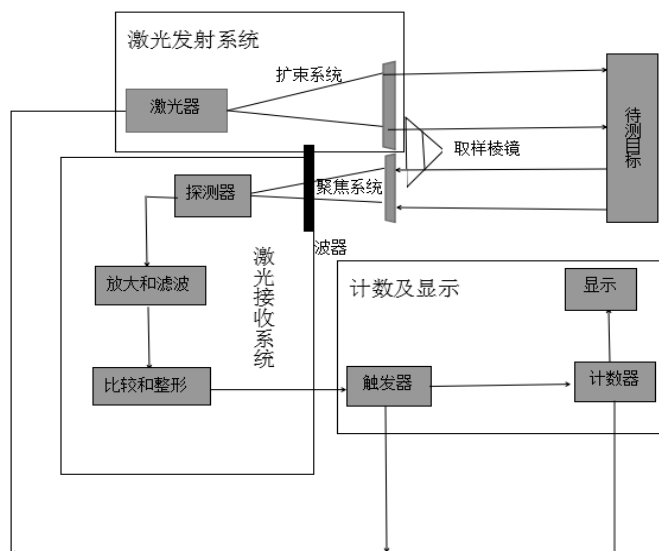 激光发射系统
扩束系统
激光器
待测目标
取样棱镜
聚焦系统
探测器
波器
激光接收系统
放大和滤波
计数及显示
显示
比较和整形
触发器
计数器